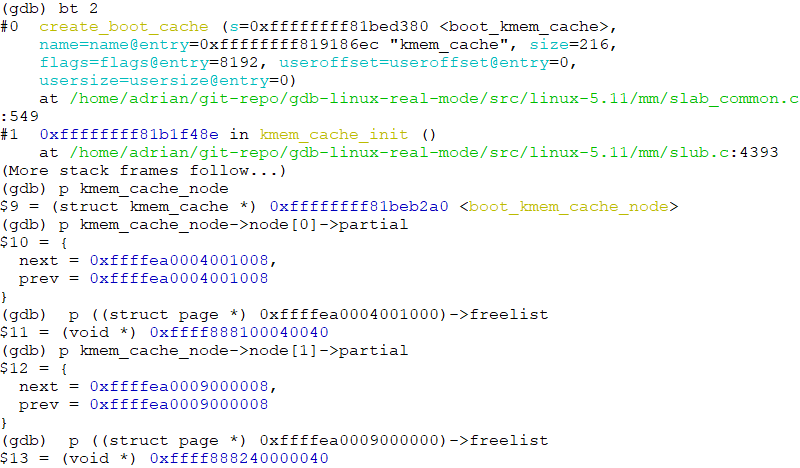 (gdb) bt 2
#0  create_boot_cache (s=0xffffffff81bed380 <boot_kmem_cache>,
    name=name@entry=0xffffffff819186ec "kmem_cache", size=216,
    flags=flags@entry=8192, useroffset=useroffset@entry=0,
    usersize=usersize@entry=0)
    at /home/adrian/git-repo/gdb-linux-real-mode/src/linux-5.11/mm/slab_common.c
:549
#1  0xffffffff81b1f48e in kmem_cache_init ()
    at /home/adrian/git-repo/gdb-linux-real-mode/src/linux-5.11/mm/slub.c:4393
(More stack frames follow...)
(gdb) p kmem_cache_node
$9 = (struct kmem_cache *) 0xffffffff81beb2a0 <boot_kmem_cache_node>
(gdb) p kmem_cache_node->node[0]->partial
$10 = {
  next = 0xffffea0004001008,
  prev = 0xffffea0004001008
}
(gdb)  p ((struct page *) 0xffffea0004001000)->freelist
$11 = (void *) 0xffff888100040040
(gdb) p kmem_cache_node->node[1]->partial
$12 = {
  next = 0xffffea0009000008,
  prev = 0xffffea0009000008
}
(gdb)  p ((struct page *) 0xffffea0009000000)->freelist
$13 = (void *) 0xffff888240000040